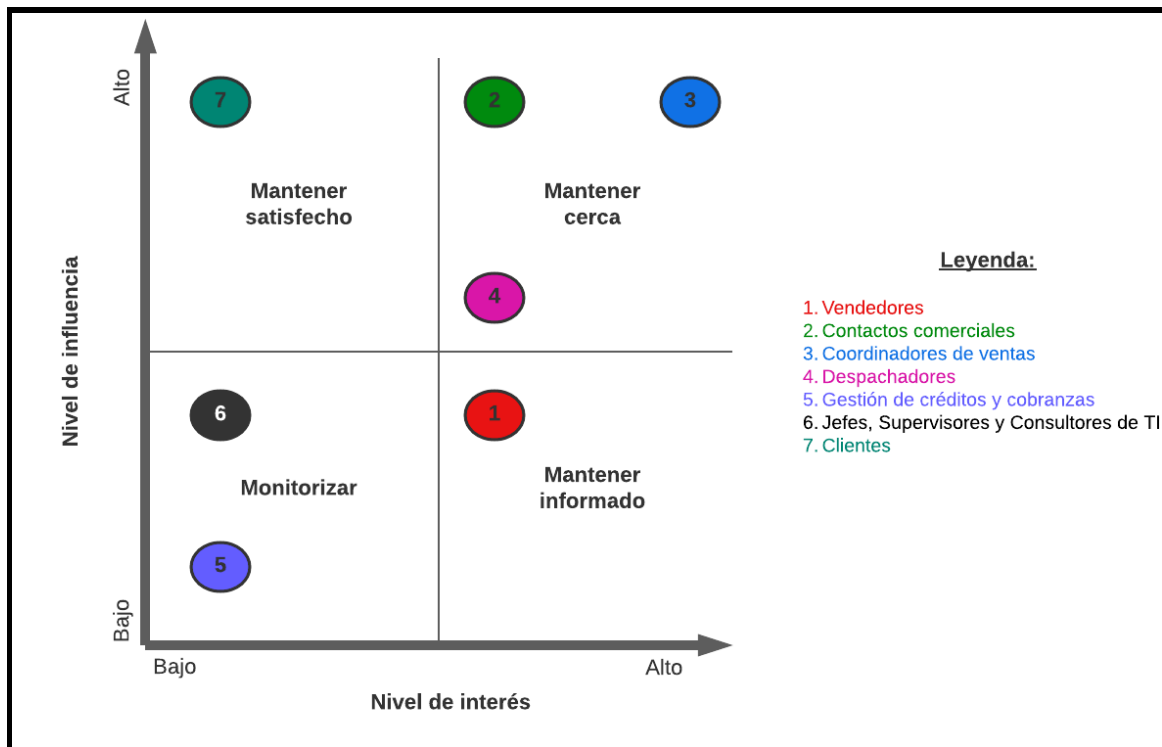 Alto
7
2
3
Mantener
satisfecho
Mantener
cerca
4
Nivel de influencia
6
1
Monitorizar
Mantener
informado
5
Bajo
Bajo
Alto
Nivel de interés
Leyenda:
1. Vendedores
2. Contactos comerciales
3. Coordinadores de ventas
4. Despachadores
5. Gestión de créditos y cobranzas
6. Jefes, Supervisores y Consultores de TI
7. Clientes